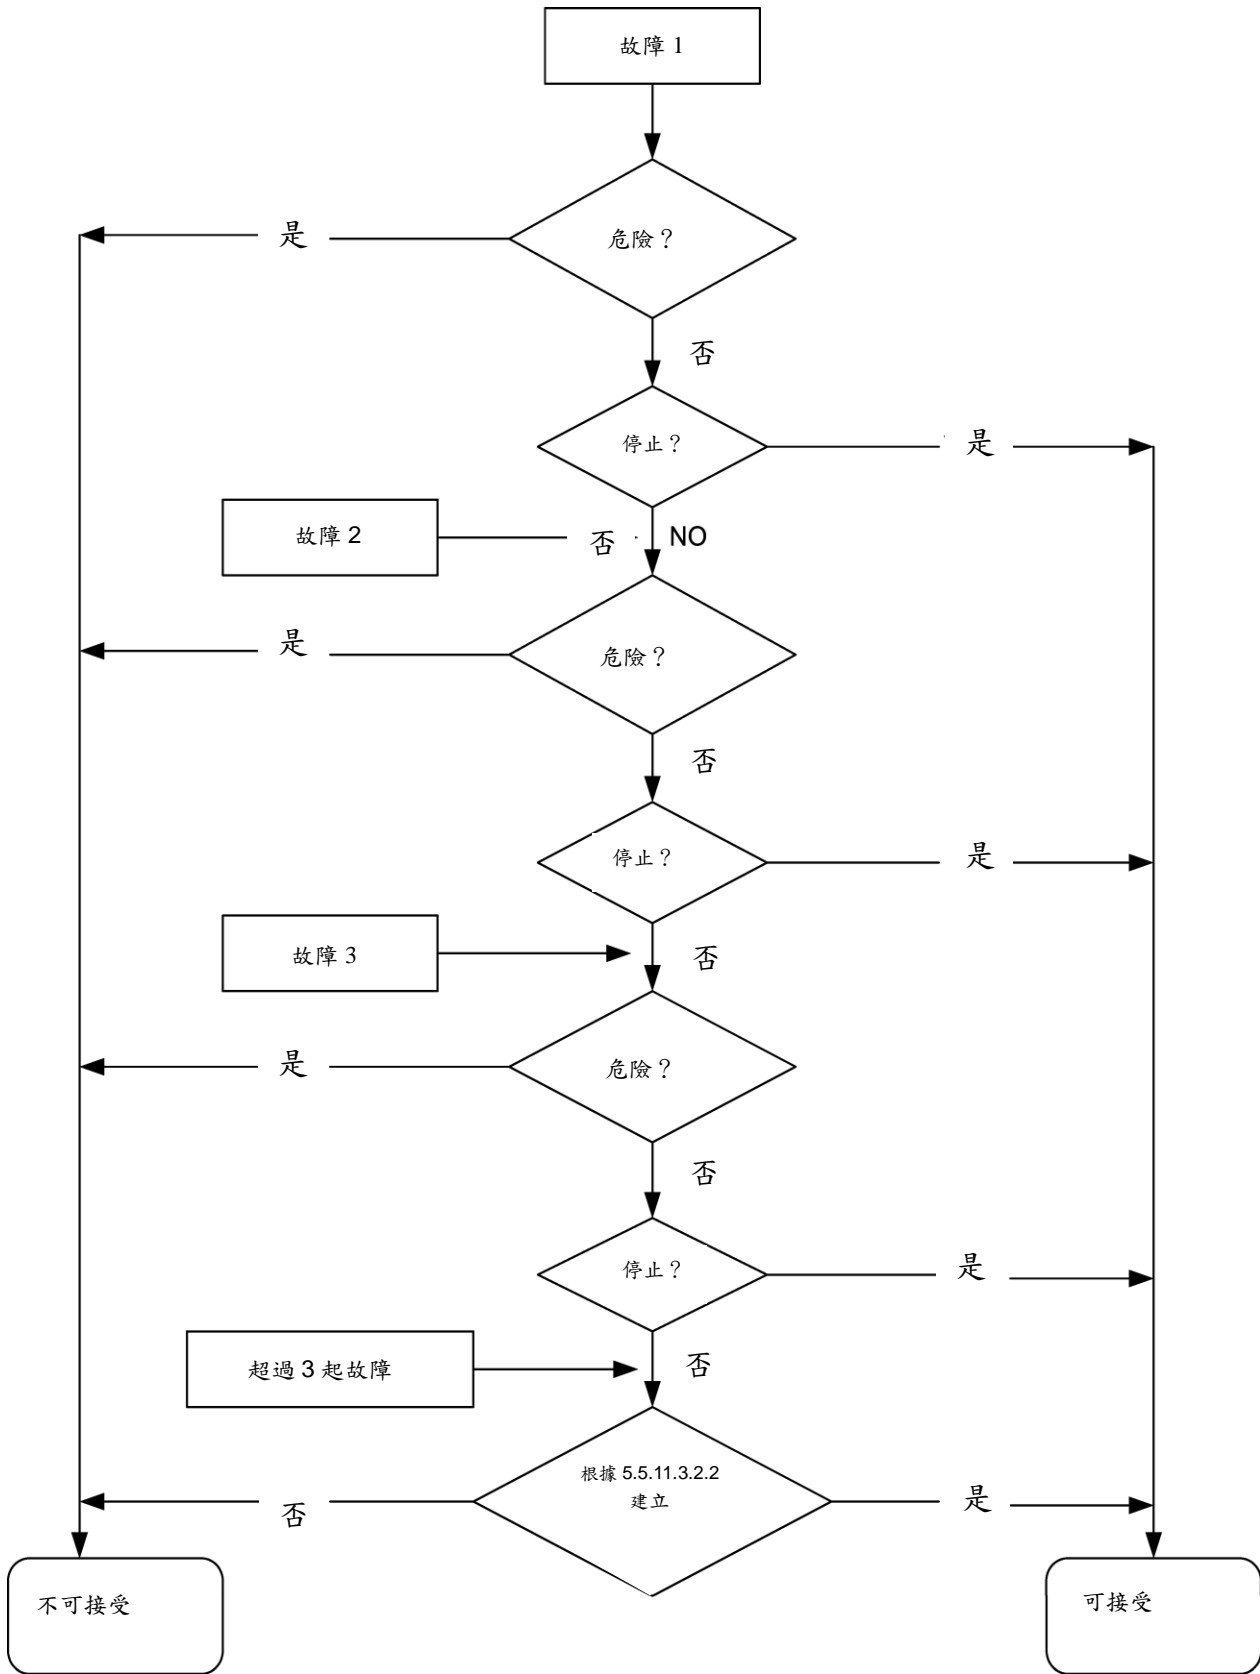 故障 1
危險？
是
否
停止？
是
故障 2
否
NO
危險？
是
否
停止？
是
故障 3
否
危險？
是
否
停止？
是
超過 3 起故障
否
根據 5.5.11.3.2.2
建立
否
是
不可接受
可接受